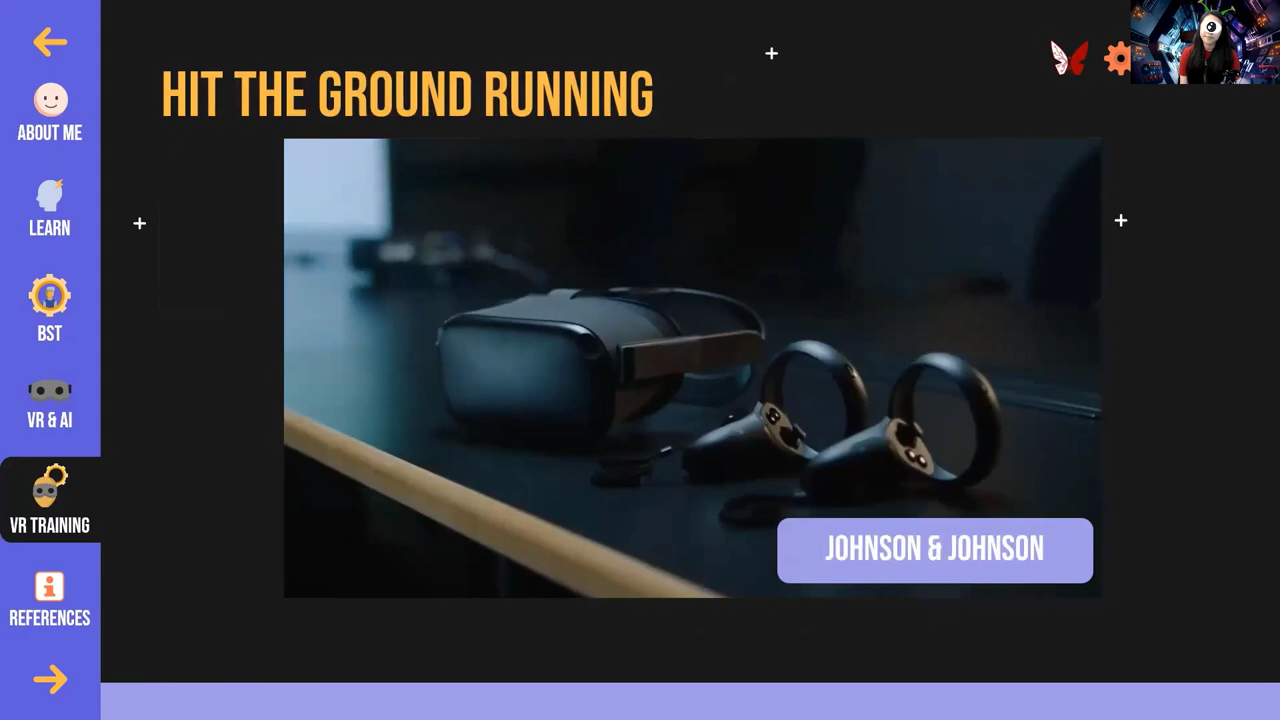 HIT THE GROUND RUNNING
ABOUT ME
LEARN
BST
VR & AI
VR TRAINING
REFERENCES
JOHNSON & JOHNSON